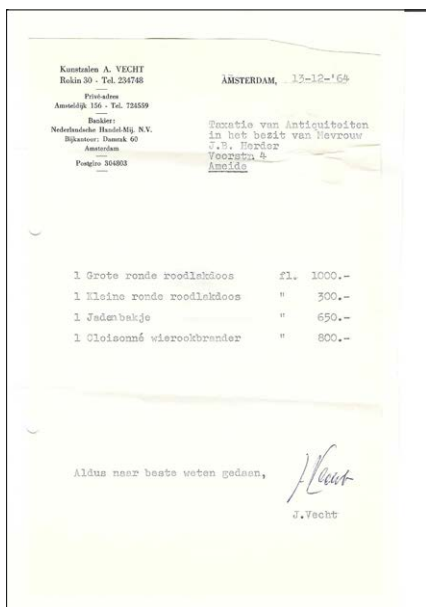 Kunstzalen A. VECHT
Rokin 30 - Tel. 234748
Privé-adres
Amsteldijk 156 - Tel. 724559
Bankier:
Nederlandsche Handel-Mij. N.V.
Bijkantoor: Damrak 60
Amsterdam
Postgiro 304803
AMSTERDAM, 13-12-'64
Taxatie van Antiquiteiten
in het bezit van Mevrouw
J.B. Herder
Voorstr. 4
Ameide
1 Grote ronde roodlakdoos fl. 1000.-
1 Kleine ronde roodlakdoos " 300.-
1 Jadenbakje " 650.-
1 Cloisonné wierookbrander " 800.-
Aldus naar beste weten gedaan,
J. Vecht
J.Vecht